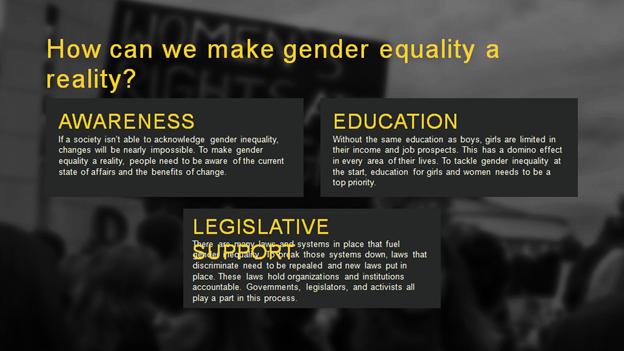 WOMEN'S
RIGHTS A
How can we make gender equality a
reality?
AWARENESS
If a society isn't able to acknowledge gender inequality,
changes will be nearly impossible. To make gender
equality a reality, people need to be aware of the current
state of affairs and the benefits of change.
EDUCATION
Without the same education as boys, girls are limited in
their income and job prospects. This has a domino effect
in every area of their lives. To tackle gender inequality at
the start, education for girls and women needs to be a
top priority.
LEGISLATIVE
SUPPORT
There are many laws and systems in place that fuel
gender inequality. To break those systems down, laws that
discriminate need to be repealed and new laws put in
place. These laws hold organizations and institutions
accountable. Governments, legislators, and activists all
play a part in this process.